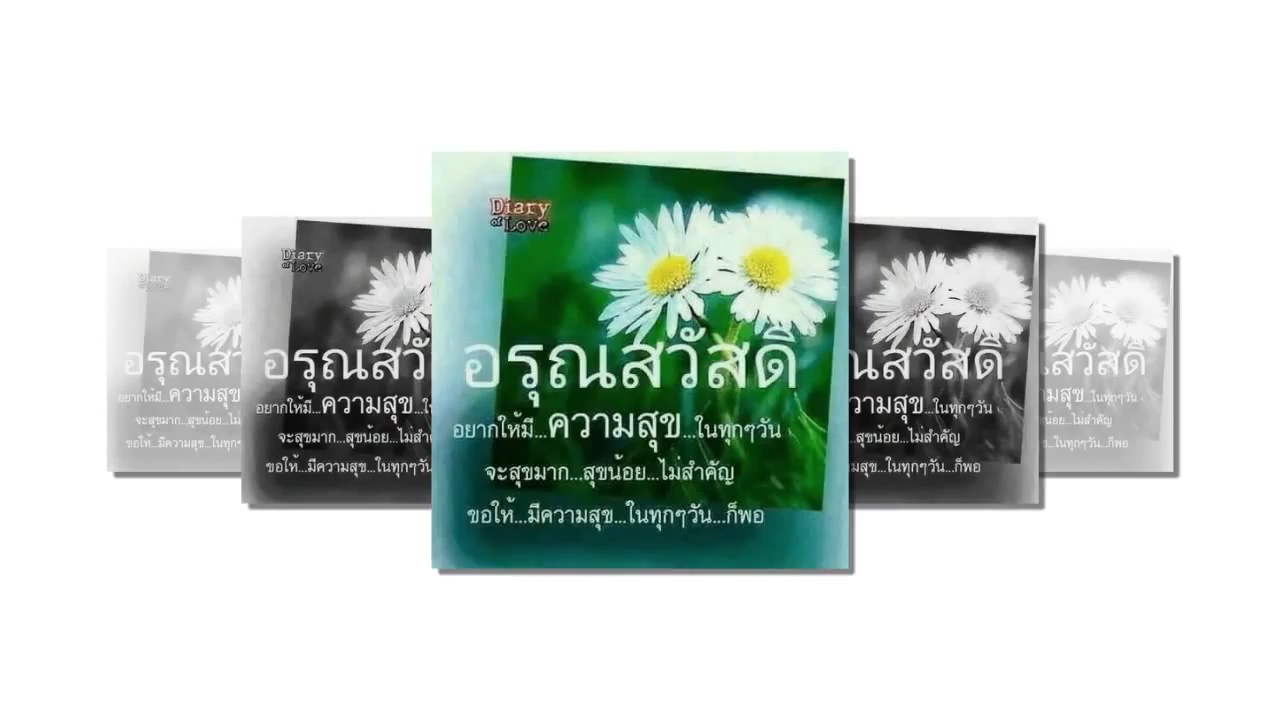 Diary
of Love
อรุณสวัสดิ์
อยากให้มี...ความสุข...ในทุกๆวัน
จะสุขมาก...สุขน้อย...ไม่สำคัญ
ขอให้...มีความสุข...ในทุกๆวัน...ก็พอ